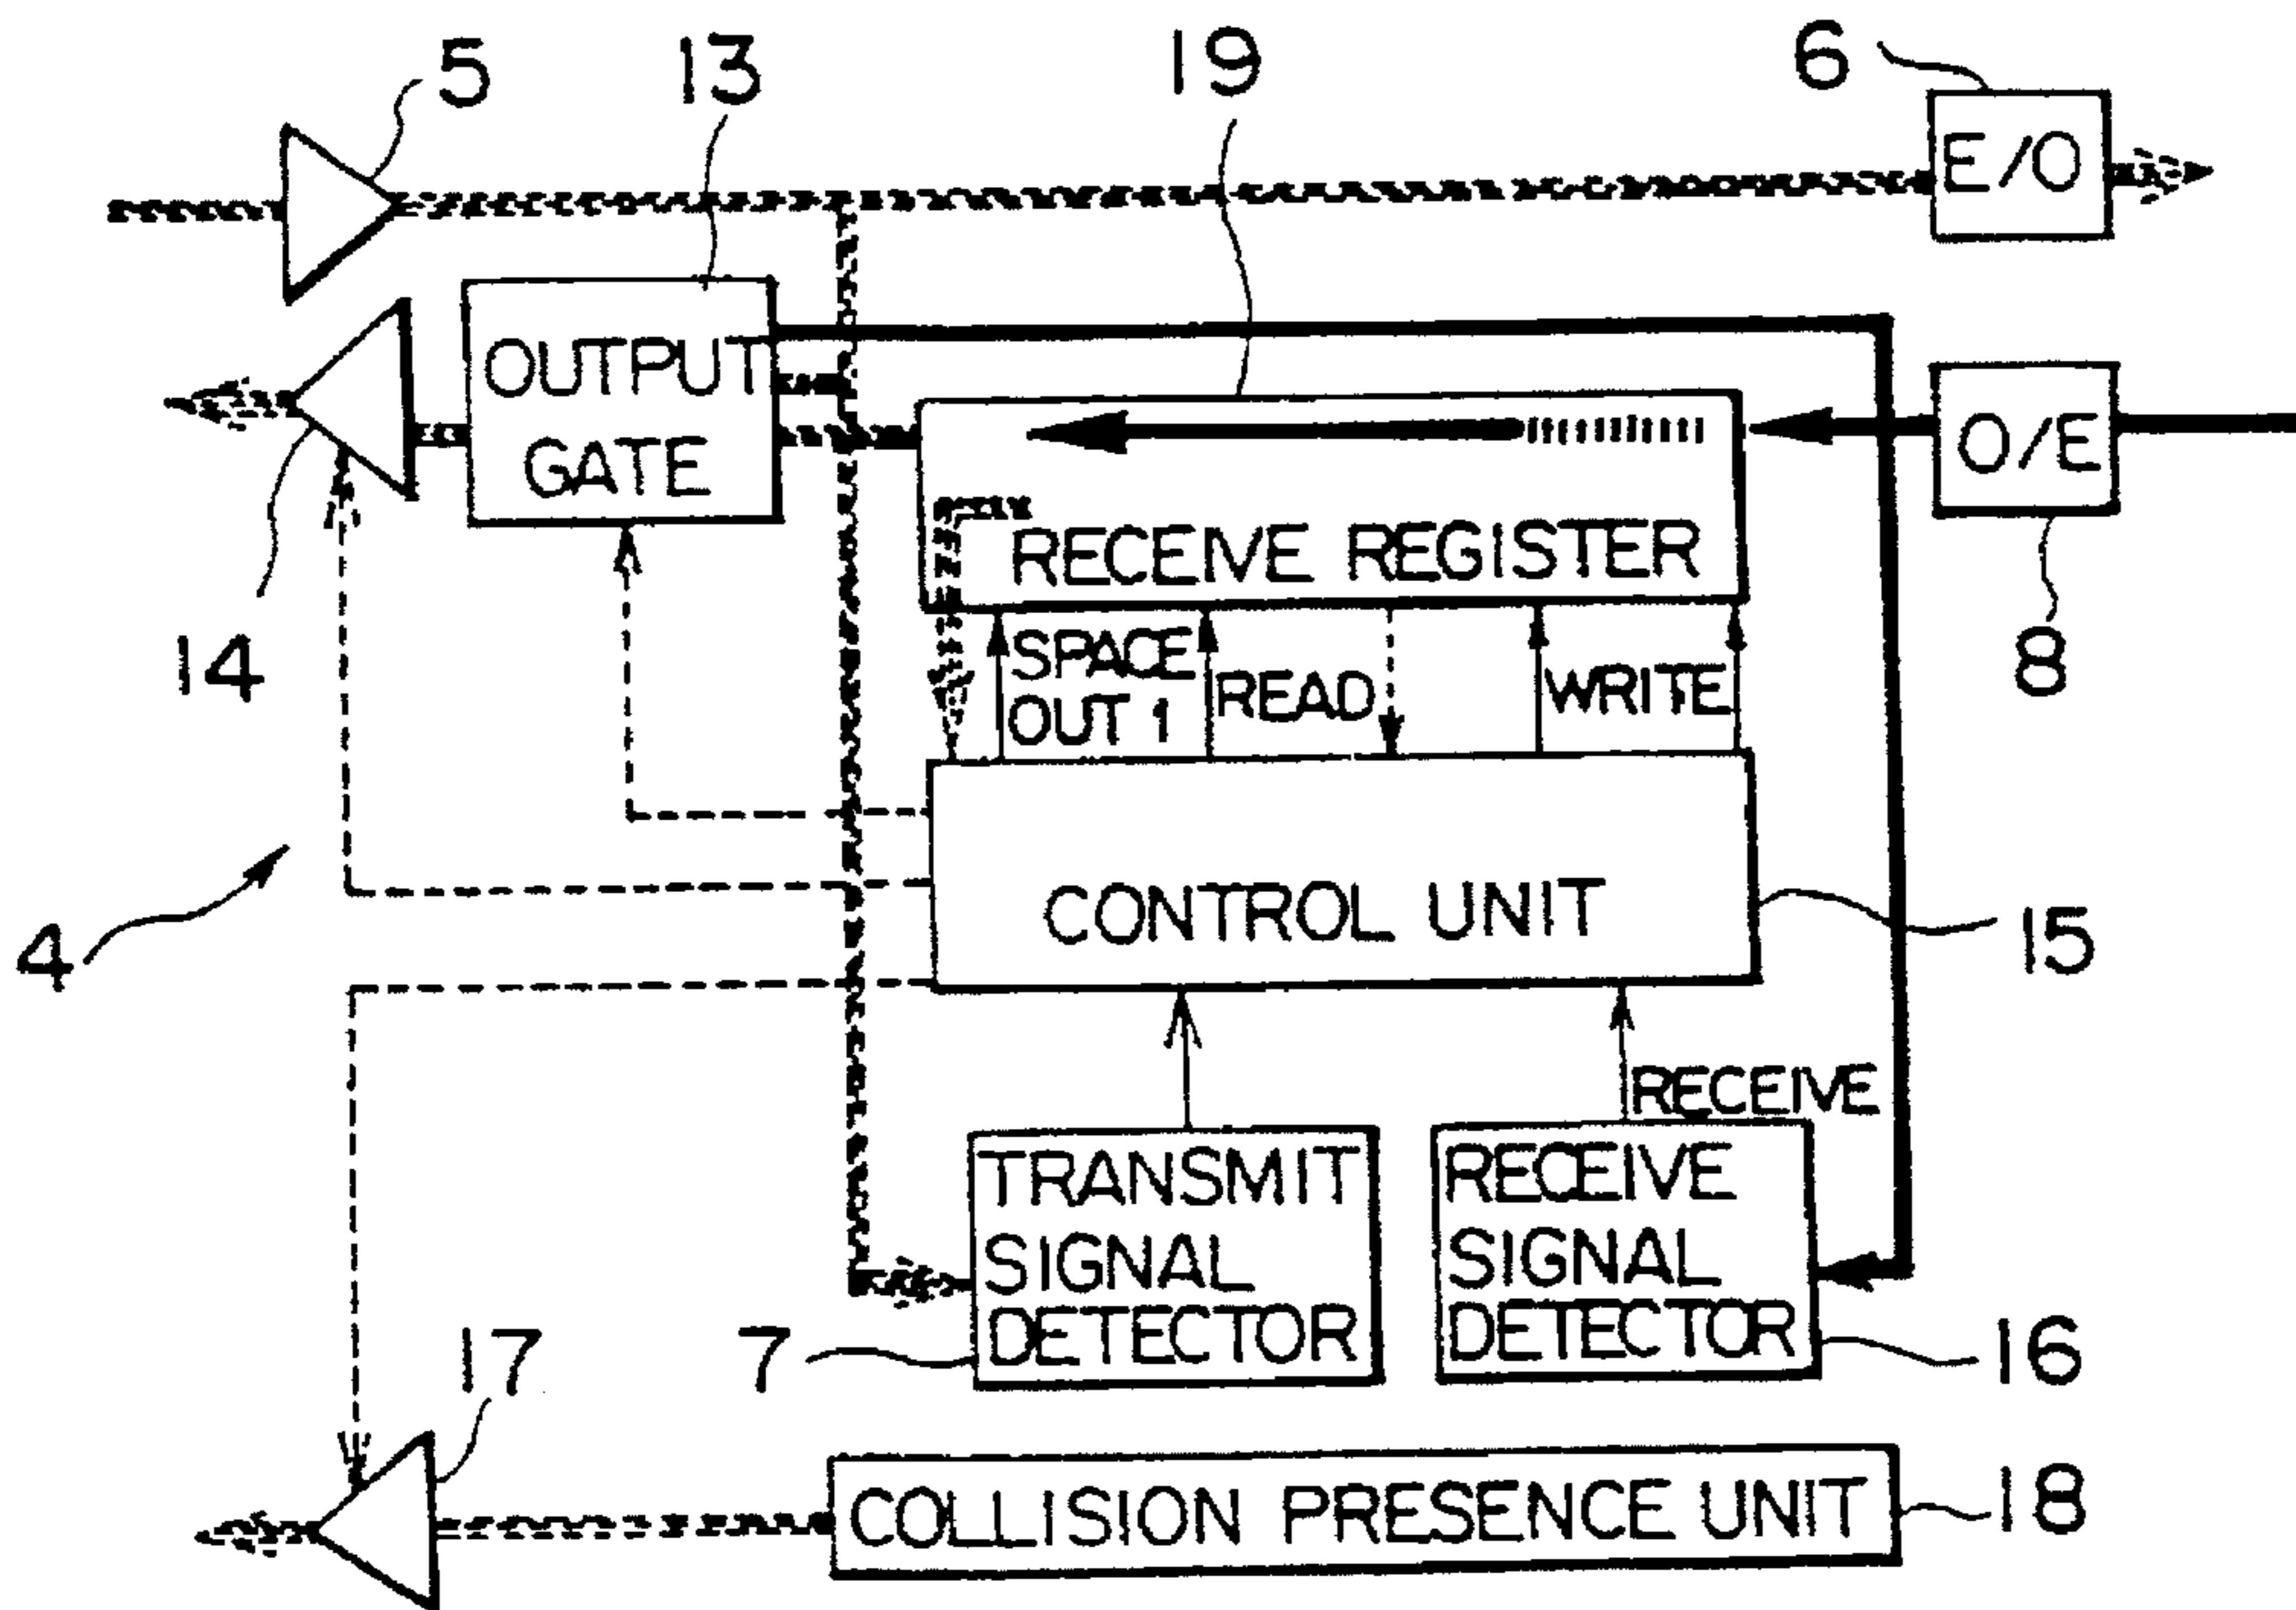 5
13
19
6
E/O
OUTPUT
GATE
O/E
RECEIVE REGISTER
14
SPACE
OUT 1
READ
WRITE
8
CONTROL UNIT
4
15
RECEIVE
TRANSMIT
SIGNAL
DETECTOR
RECEIVE
SIGNAL
DETECTOR
7
16
17
COLLISION PRESENCE UNIT
18